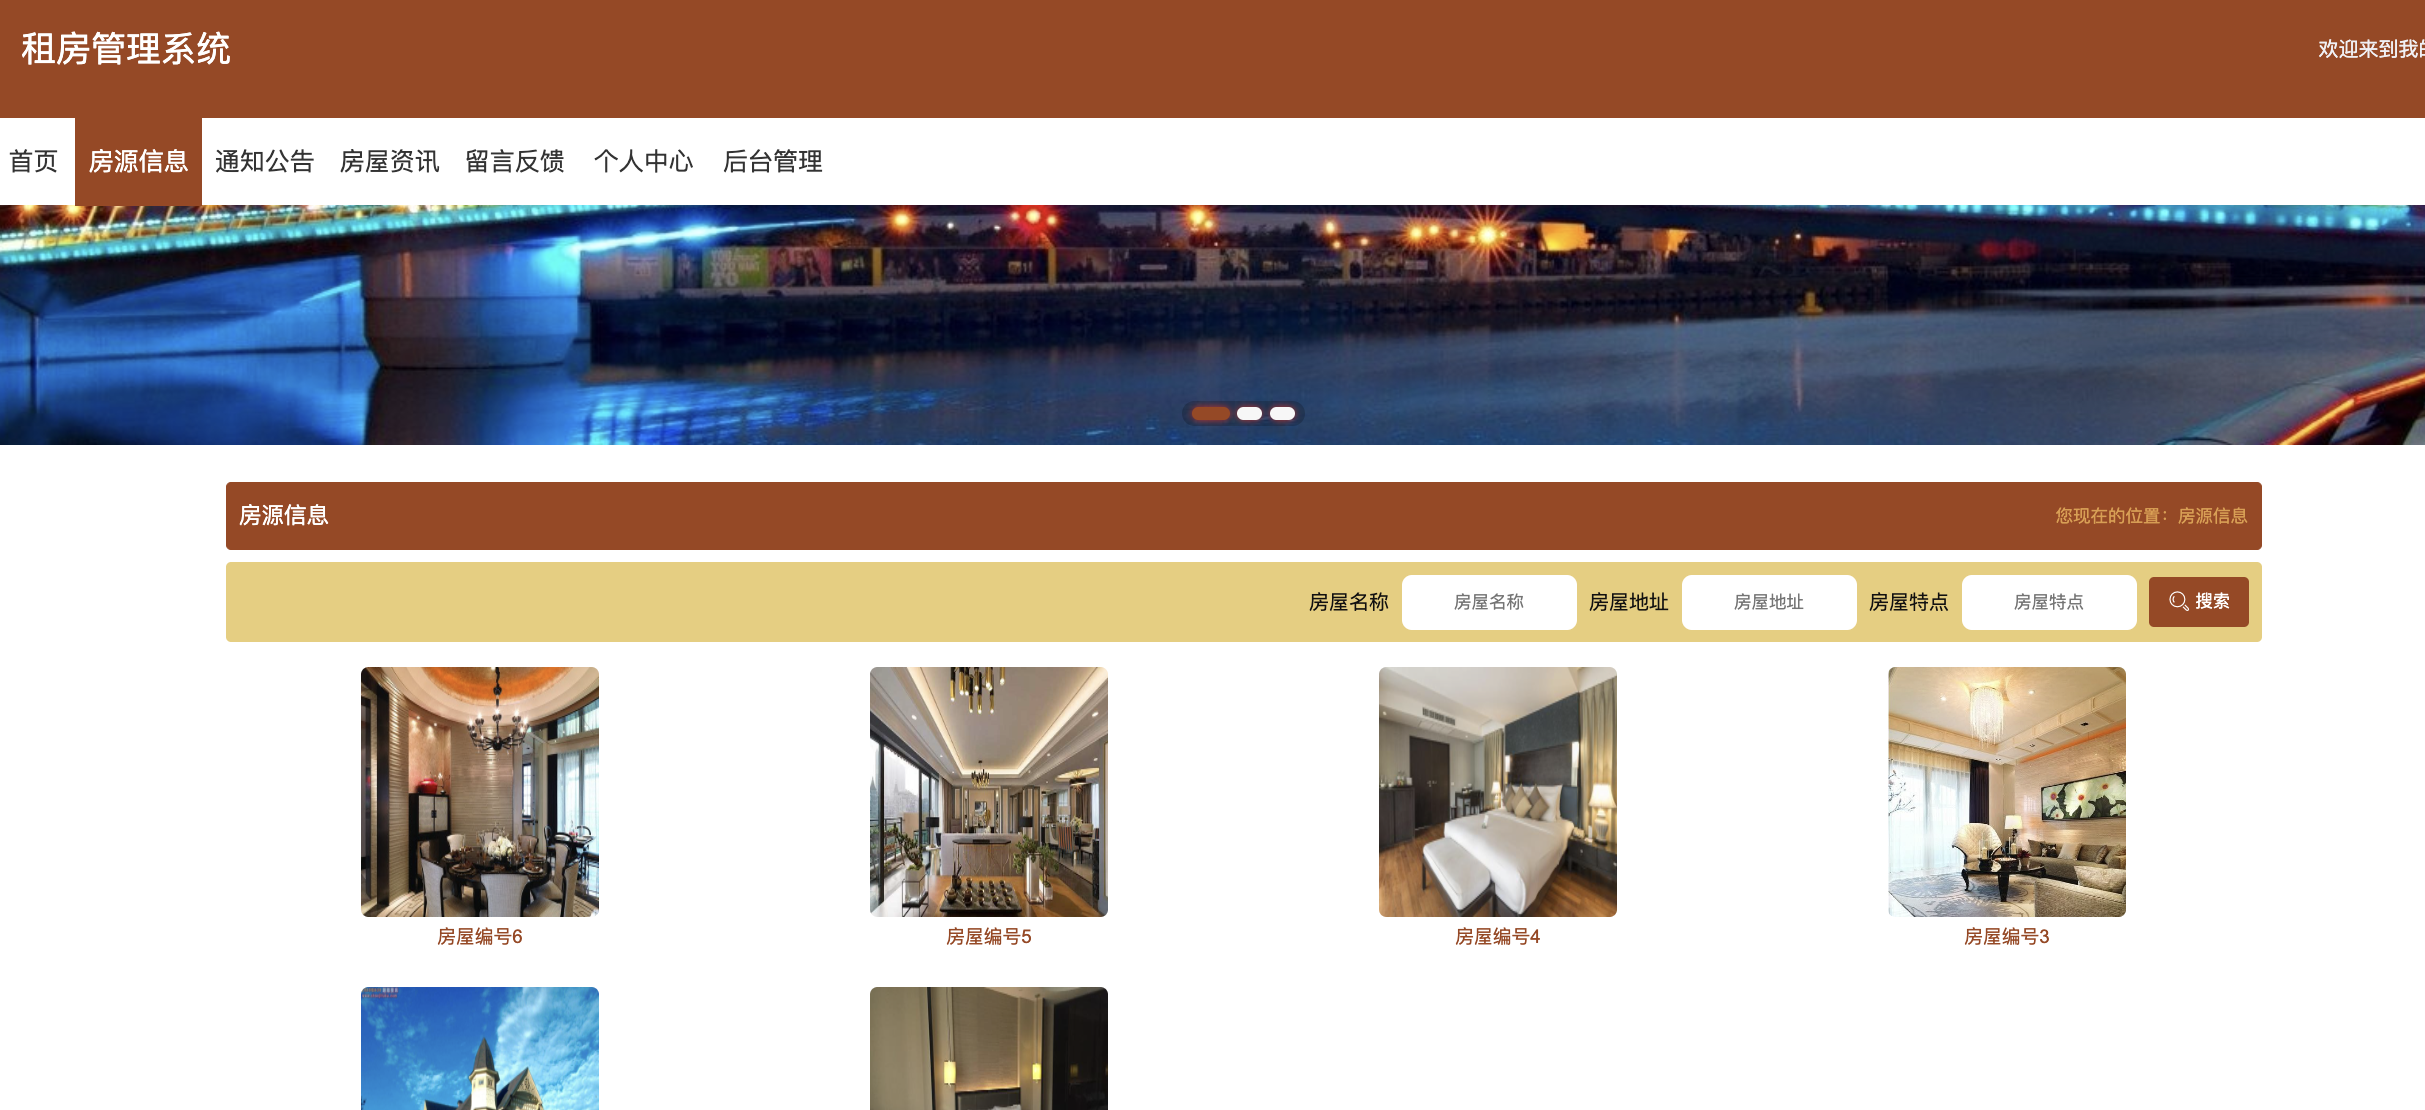 租房管理系统
欢迎来到我的
首页 房源信息 通知公告 房屋资讯 留言反馈 个人中心 后台管理
房源信息
您现在的位置：房源信息
房屋名称 房屋名称 房屋地址 房屋地址 房屋特点 房屋特点 搜索
房屋编号6 房屋编号5 房屋编号4 房屋编号3